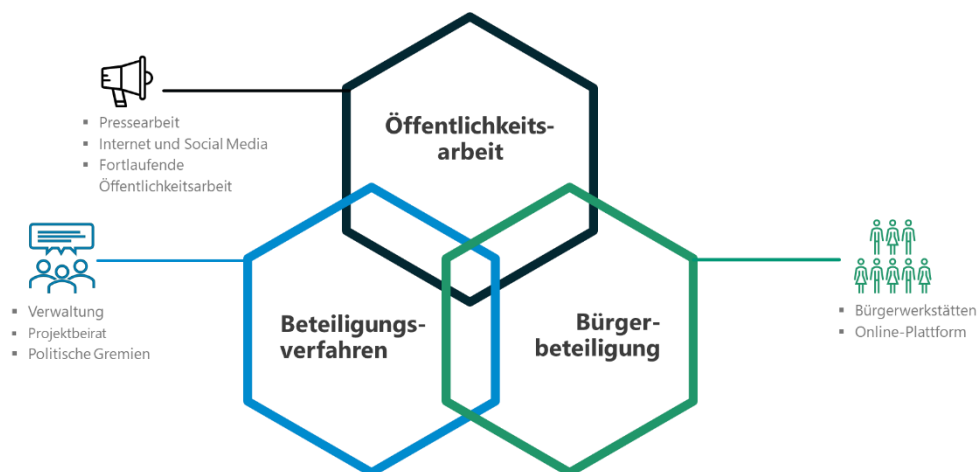 Öffentlichkeits-
arbeit
▪ Pressearbeit
▪ Internet und Social Media
▪ Fortlaufende
Öffentlichkeitsarbeit
Beteiligungs-
verfahren
▪ Verwaltung
▪ Projektbeirat
▪ Politische Gremien
Bürger-
beteiligung
▪ Bürgerwerkstätten
▪ Online-Plattform